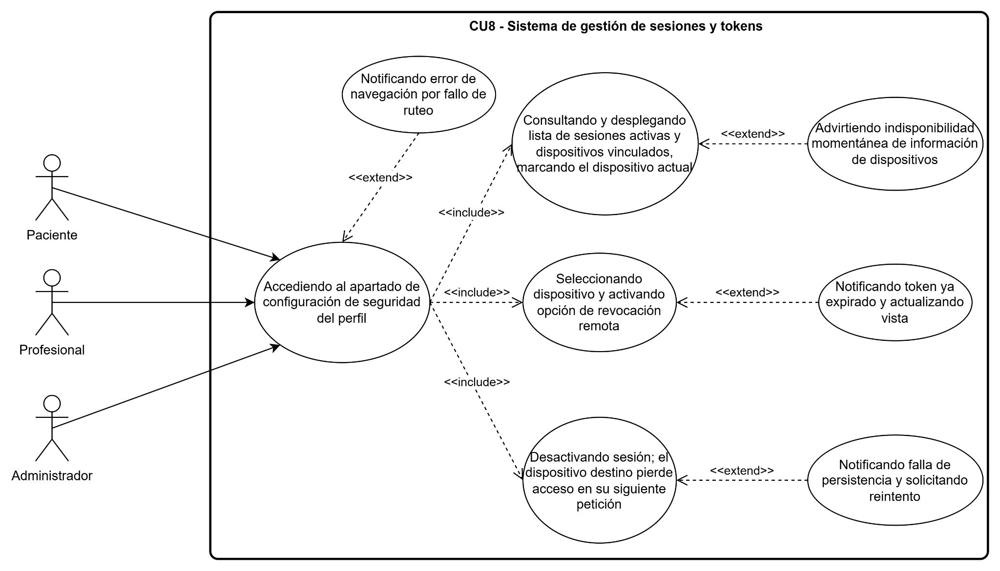 CU8 - Sistema de gestión de sesiones y tokens
Notificando error de
navegación por fallo de
ruteo
Consultando y desplegando
lista de sesiones activas y
dispositivos vinculados,
marcando el dispositivo actual
<<extend>>
Advirtiendo indisponibilidad
momentánea de información
de dispositivos
<<extend>>
<<include>>
Paciente
Profesional
Administrador
Accediendo al apartado de
configuración de seguridad
del perfil
<<include>>
Seleccionando
dispositivo y activando
opción de revocación
remota
<<extend>>
Notificando token ya
expirado y actualizando
vista
<<include>>
Desactivando sesión; el
dispositivo destino pierde
acceso en su siguiente
petición
<<extend>>
Notificando falla de
persistencia y solicitando
reintento